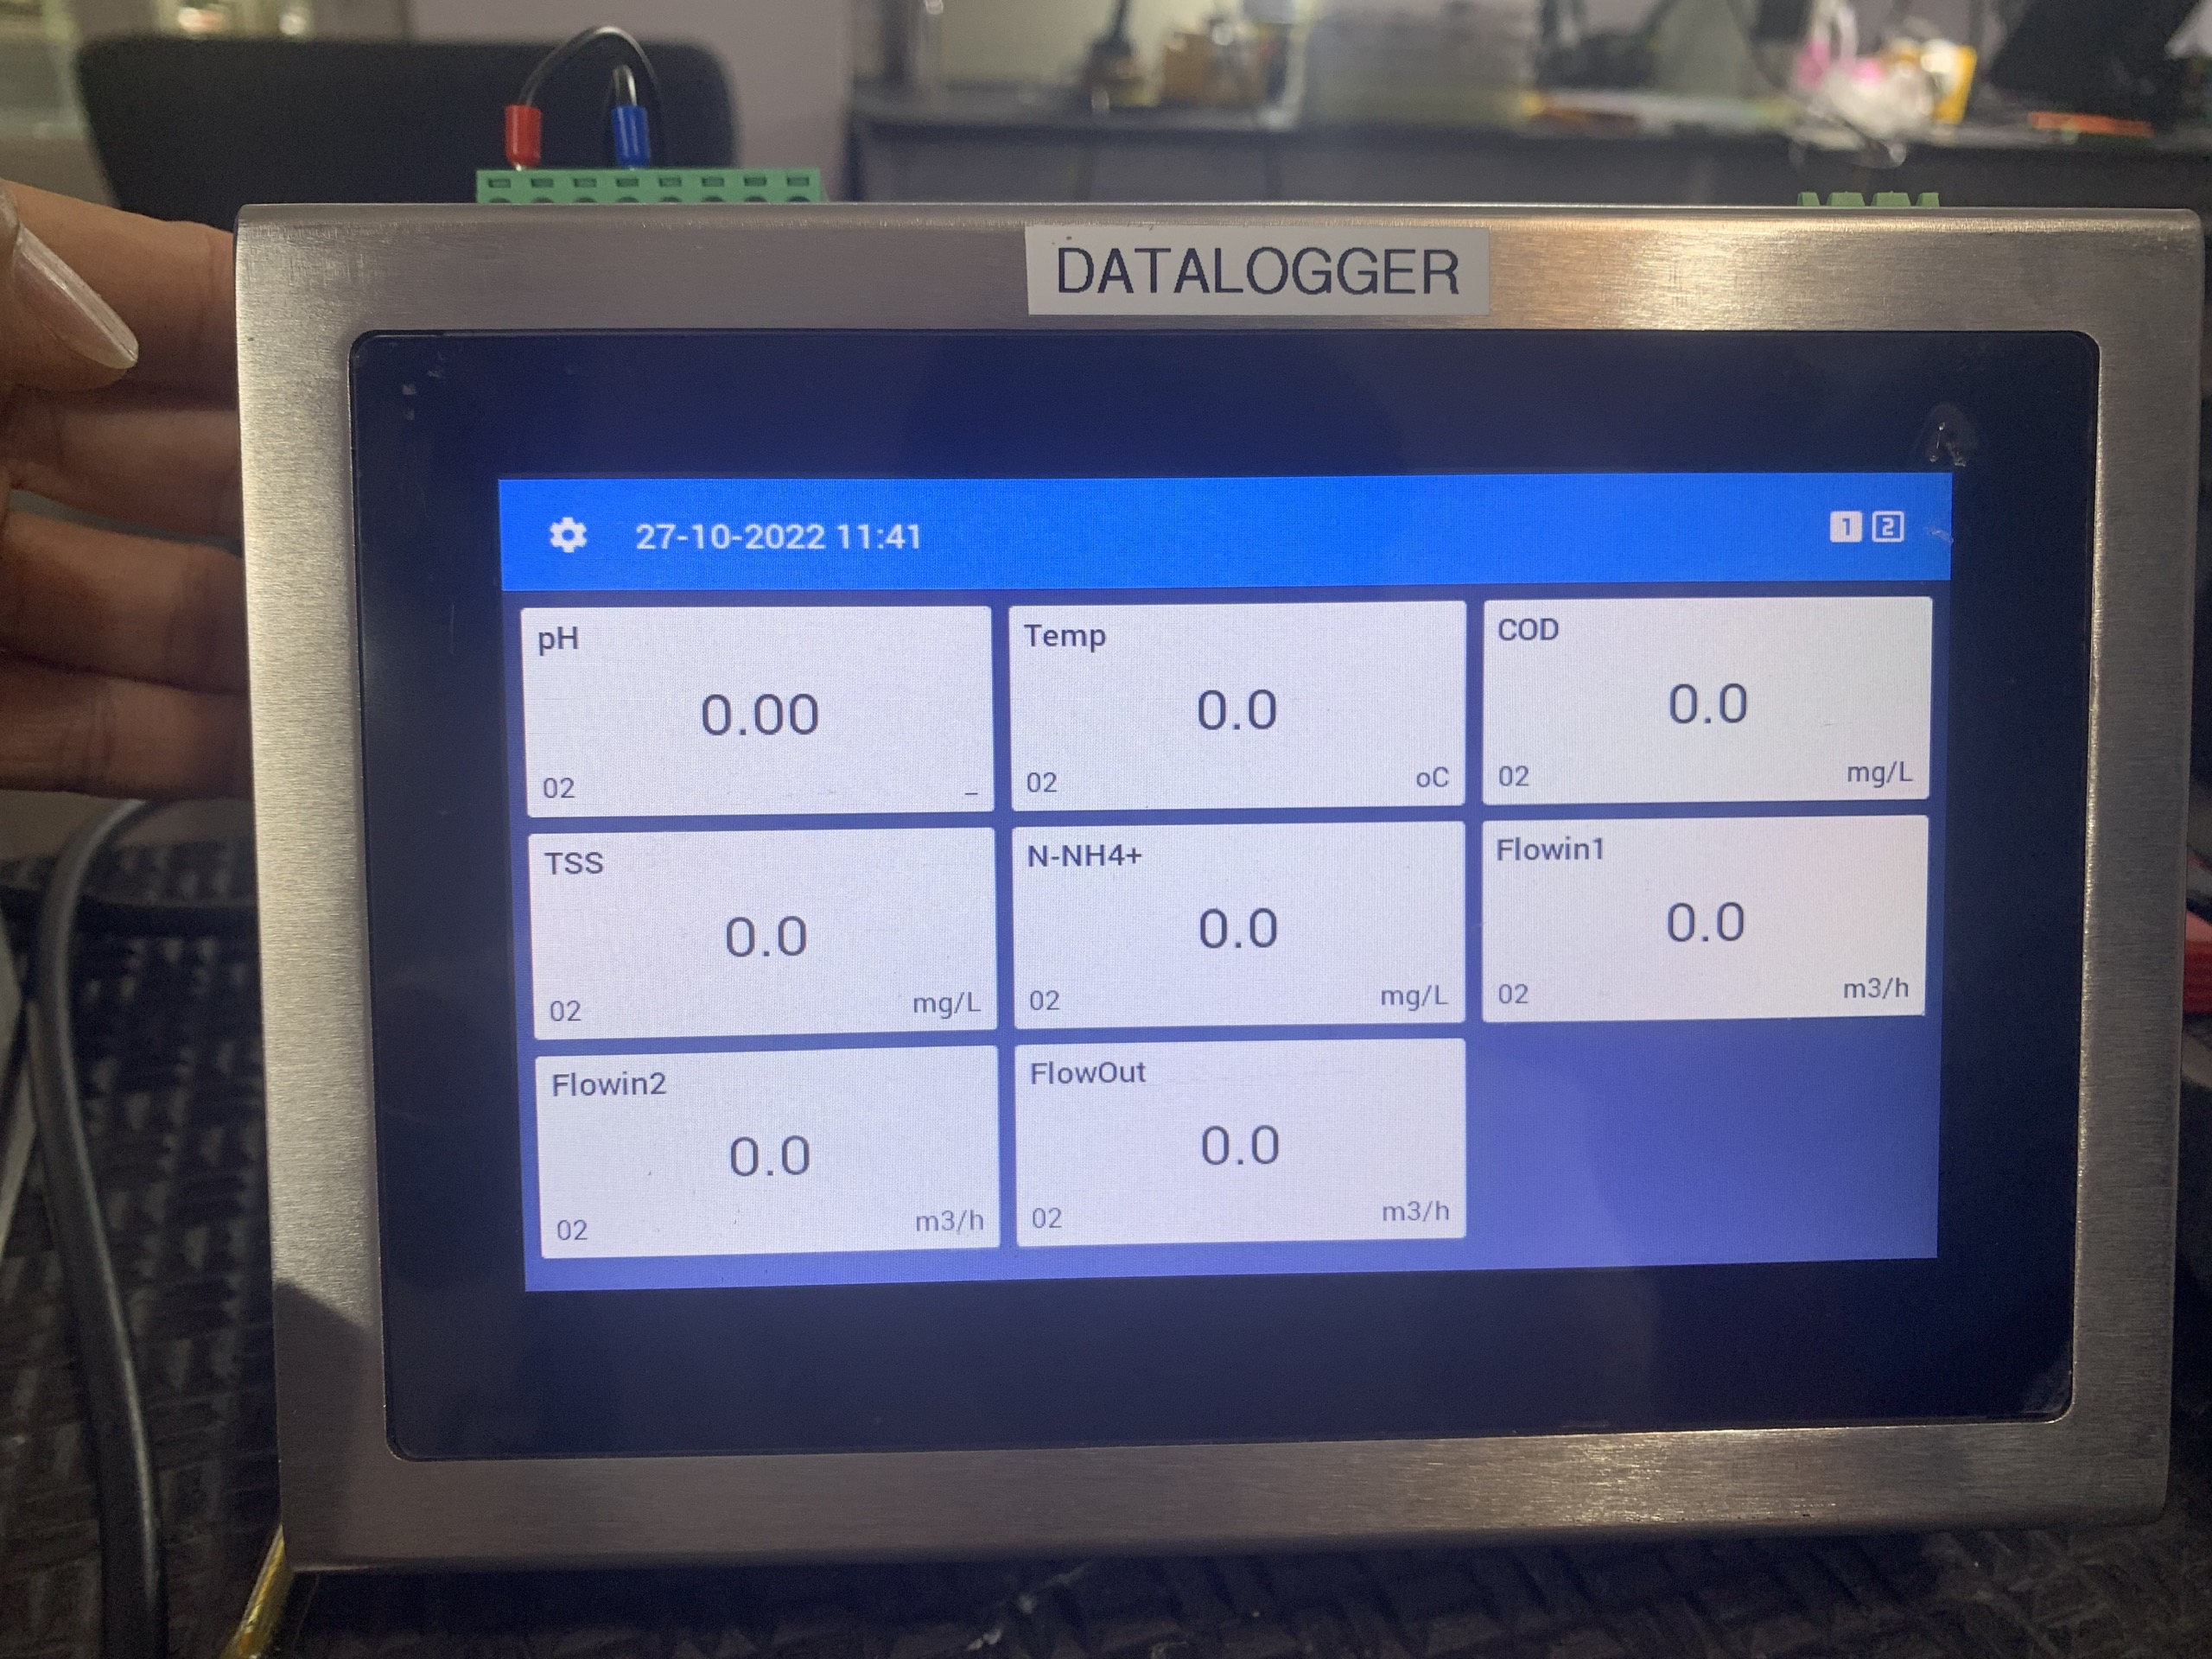 DATALOGGER
27-10-2022 11:41
1 2
pH
0.00
02 _
Temp
0.0
02 oC
COD
0.0
02 mg/L
TSS
0.0
02 mg/L
N-NH4+
0.0
02 mg/L
Flowin1
0.0
02 m3/h
Flowin2
0.0
02 m3/h
FlowOut
0.0
02 m3/h